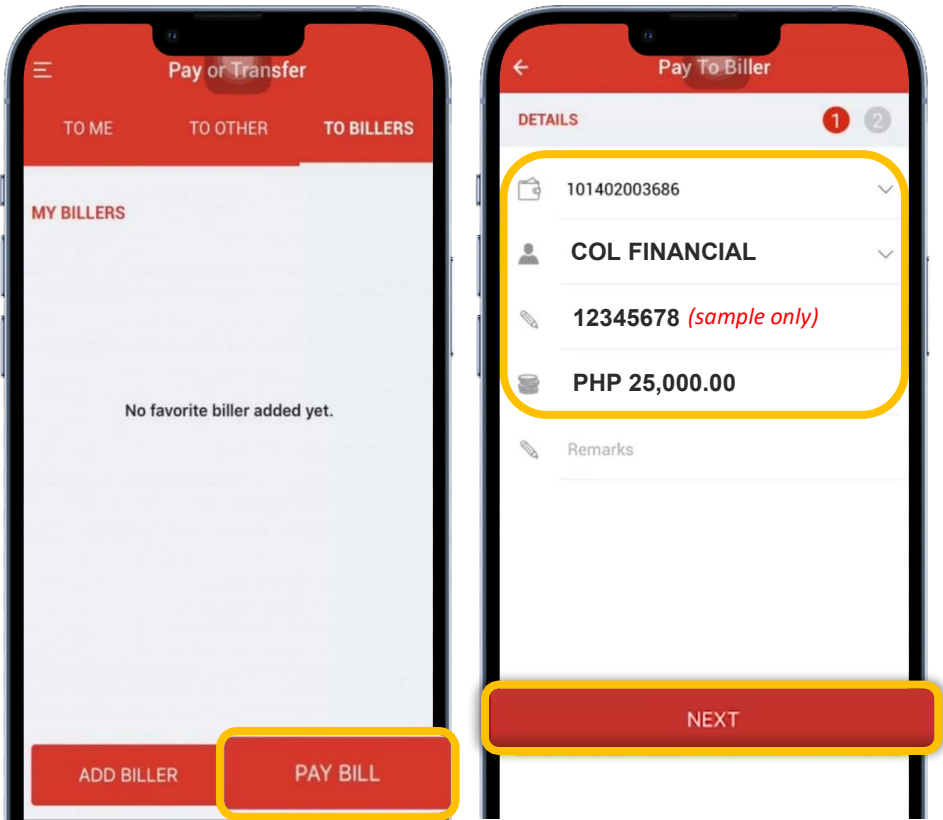 Pay or Transfer
TO ME TO OTHER TO BILLERS
MY BILLERS
No favorite biller added yet.
ADD BILLER PAY BILL
Pay To Biller
DETAILS 1 2
101402003686
COL FINANCIAL
12345678 (sample only)
PHP 25,000.00
Remarks
NEXT